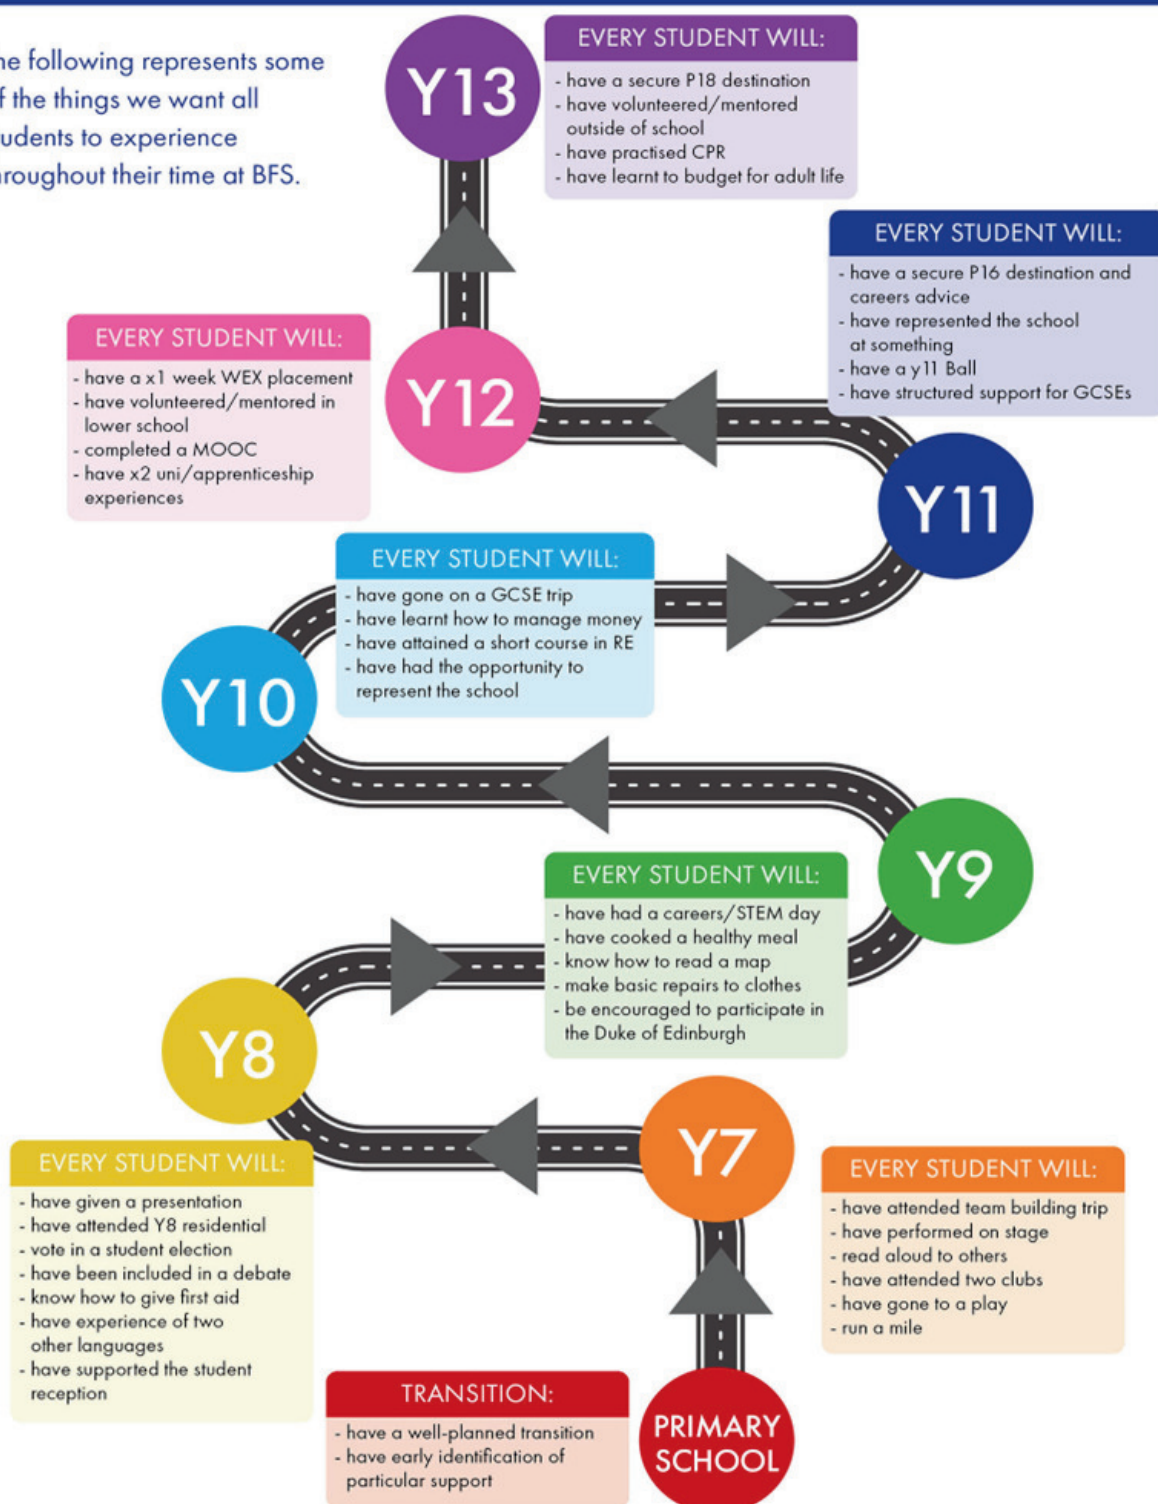 he following represents some
f the things we want all
udents to experience
hroughout their time at BFS.
Y13
EVERY STUDENT WILL:
- have a secure P18 destination
- have volunteered/mentored
outside of school
- have practised CPR
- have learnt to budget for adult life
EVERY STUDENT WILL:
- have a secure P16 destination and
careers advice
- have represented the school
at something
- have a y11 Ball
- have structured support for GCSEs
Y11
EVERY STUDENT WILL:
- have a x1 week WEX placement
- have volunteered/mentored in
lower school
- completed a MOOC
- have x2 uni/apprenticeship
experiences
Y12
EVERY STUDENT WILL:
- have gone on a GCSE trip
- have learnt how to manage money
- have attained a short course in RE
- have had the opportunity to
represent the school
Y10
Y9
EVERY STUDENT WILL:
- have had a careers/STEM day
- have cooked a healthy meal
- know how to read a map
- make basic repairs to clothes
- be encouraged to participate in
the Duke of Edinburgh
Y8
EVERY STUDENT WILL:
- have given a presentation
- have attended Y8 residential
- vote in a student election
- have been included in a debate
- know how to give first aid
- have experience of two
other languages
- have supported the student
reception
Y7
EVERY STUDENT WILL:
- have attended team building trip
- have performed on stage
- read aloud to others
- have attended two clubs
- have gone to a play
- run a mile
TRANSITION:
- have a well-planned transition
- have early identification of
particular support
PRIMARY
SCHOOL